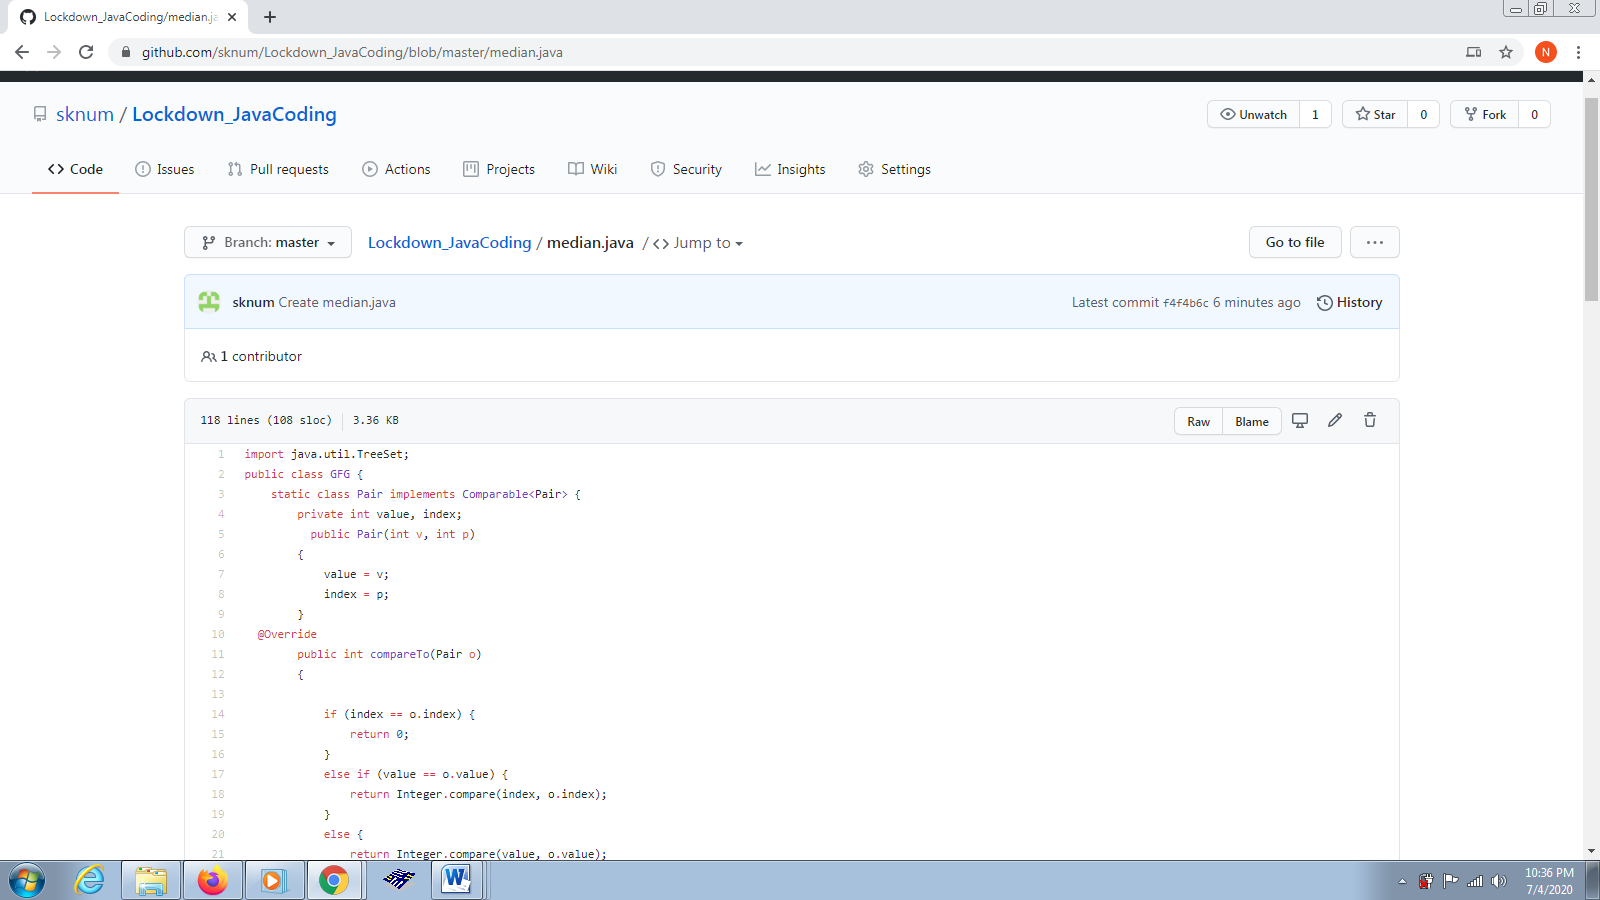 Lockdown_JavaCoding/median.ja
github.com/sknum/Lockdown_JavaCoding/blob/master/median.java
N
sknum / Lockdown_JavaCoding
Unwatch 1 Star 0 Fork 0
Code Issues Pull requests Actions Projects Wiki Security Insights Settings
Branch: master Lockdown_JavaCoding / median.java / <> Jump to Go to file ...
sknum Create median.java Latest commit f4f4b6c 6 minutes ago History
1 contributor
118 lines (108 sloc) 3.36 KB Raw Blame
1 import java.util.TreeSet;
2 public class GFG {
3 static class Pair implements Comparable<Pair> {
4 private int value, index;
5 public Pair(int v, int p)
6 {
7 value = v;
8 index = p;
9 }
10 @Override
11 public int compareTo(Pair o)
12 {
13
14 if (index == o.index) {
15 return 0;
16 }
17 else if (value == o.value) {
18 return Integer.compare(index, o.index);
19 }
20 else {
21 return Integer.compare(value, o.value);
10:36 PM
7/4/2020